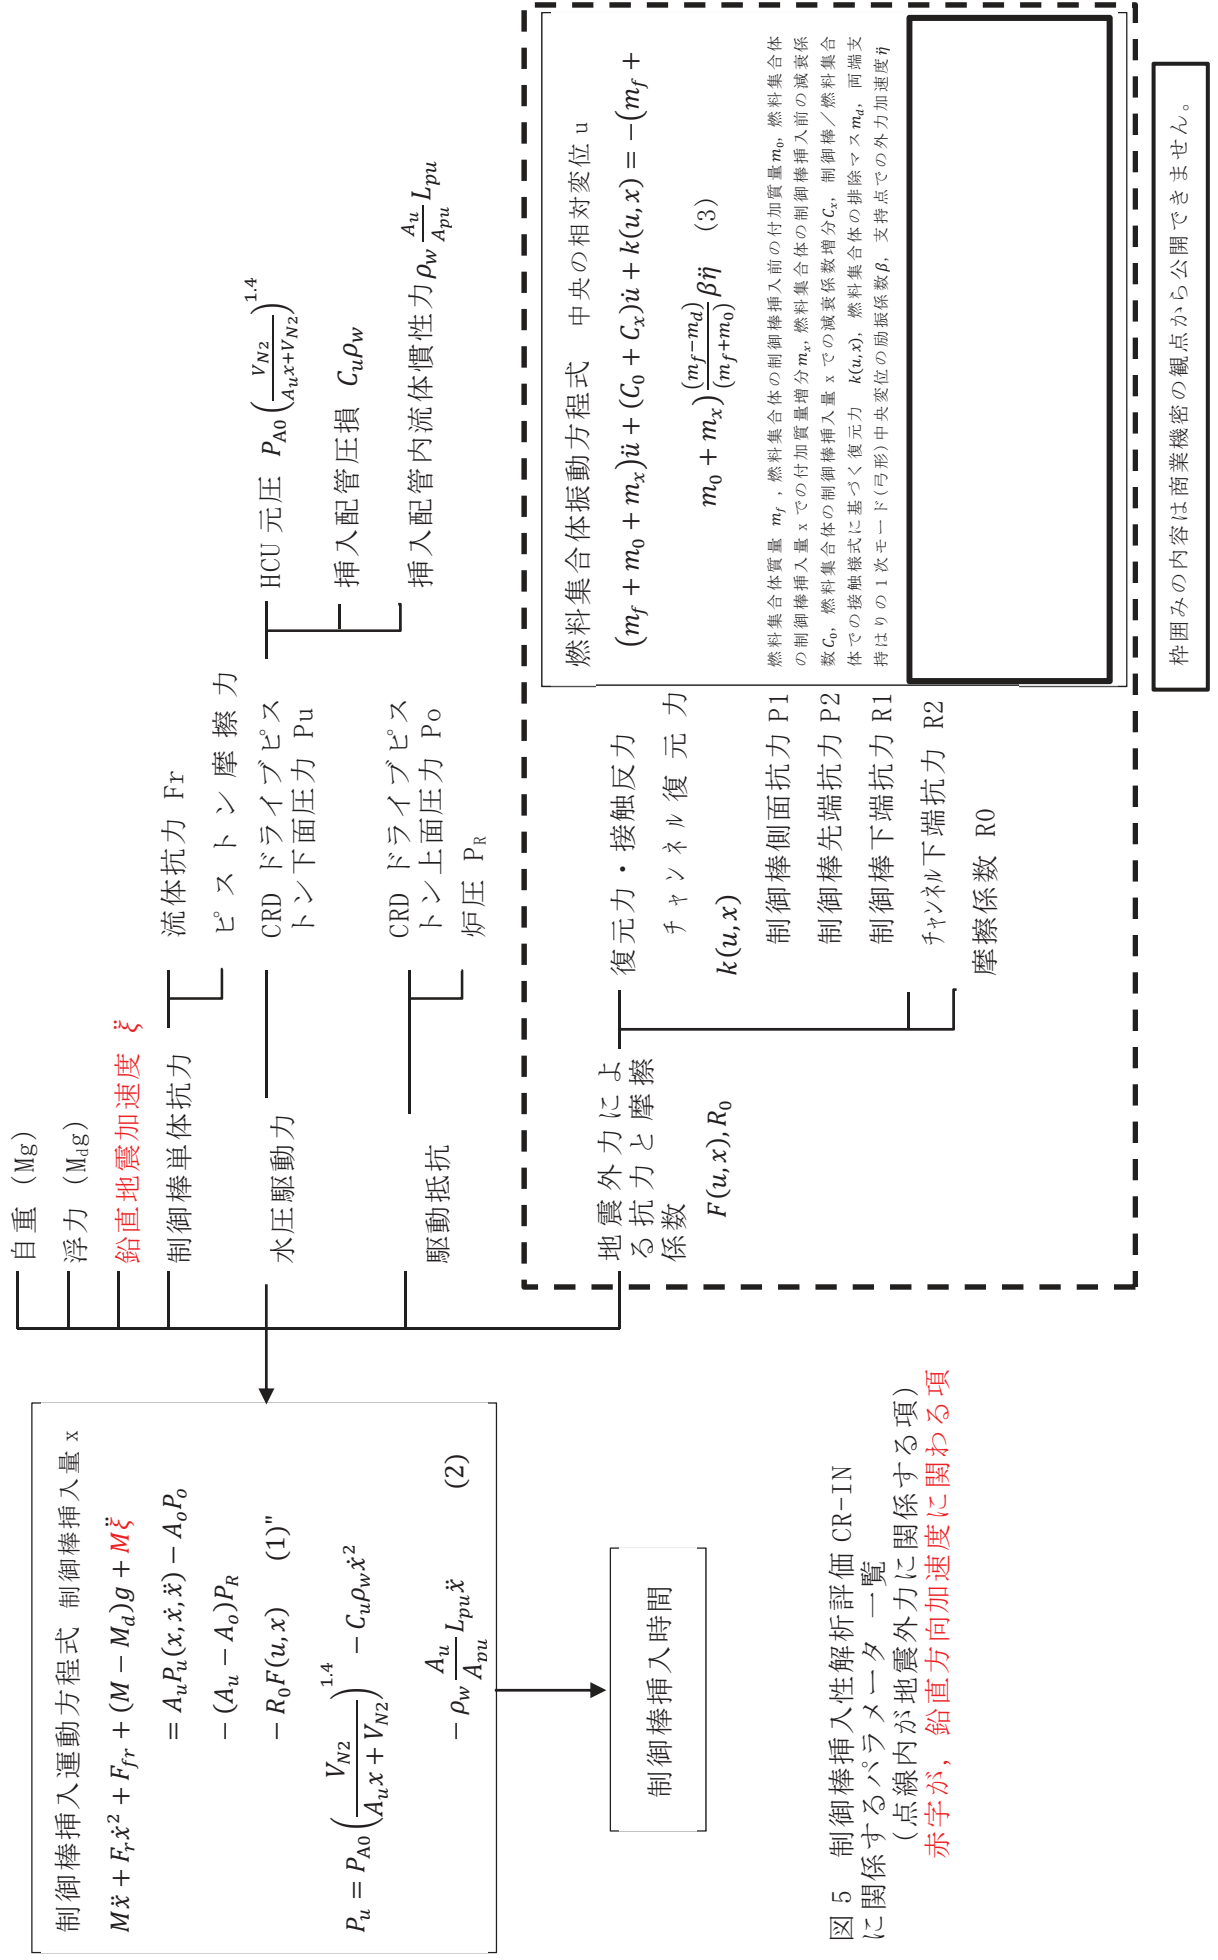 自重 (Mg)
浮力 (M_dg)
鉛直地震加速度 ξ̈
制御棒単体抗力
流体抗力 Fr
ピストン摩擦力
水圧駆動力
CRD ドライブピス
トン下面圧力 Pu
HCU 元圧 P_A0 (V_N2/(A_u x+V_N2))^1.4
挿入配管圧損 C_uρ_w
挿入配管内流体慣性力 ρ_w A_u/A_pu L_pu
駆動抵抗
CRD ドライブピス
トン上面圧力 Po
炉圧 P_R
地震外力によ
る抗力と摩擦
係数
F(u,x),R_0
復元力・接触反力
チャンネル復元力
k(u,x)
制御棒側面抗力 P1
制御棒先端抗力 P2
制御棒下端抗力 R1
チャンネル下端抗力 R2
摩擦係数 R0
燃料集合体振動方程式 中央の相対変位 u
(m_f + m_0 + m_x)ü + (C_0 + C_x)u̇ + k(u,x) = −(m_f +
m_0 + m_x) (m_f−m_d)/(m_f+m_0) βη̈ (3)
燃料集合体質量 m_f, 燃料集合体の制御棒挿入前の付加質量m_0, 燃料集合体
の制御棒挿入量 x での付加質量増分m_x,燃料集合体の制御棒挿入前の減衰係
数C_0, 燃料集合体の制御棒挿入量 x での減衰係数増分C_x, 制御棒／燃料集合
体での接触様式に基づく復元力 k(u,x), 燃料集合体の排除マスm_d, 両端支
持はりの1次モード(弓形)中央変位の励振係数β, 支持点での外力加速度η̈
枠囲みの内容は商業機密の観点から公開できません。
制御棒挿入運動方程式 制御棒挿入量 x
Mẍ + F_rẋ² + F_fr + (M − M_d)g + Mξ̈
= A_uP_u(x,ẋ,ẍ) − A_oP_o
− (A_u − A_o)P_R
− R_0F(u,x) (1)"
P_u = P_A0 (V_N2/(A_u x + V_N2))^1.4 − C_uρ_wẋ²
− ρ_w A_u/A_pu L_puẍ (2)
制御棒挿入時間
図 5 制御棒挿入性解析評価 CR-IN
に関係するパラメータ一覧
(点線内が地震外力に関係する項)
赤字が, 鉛直方向加速度に関わる項